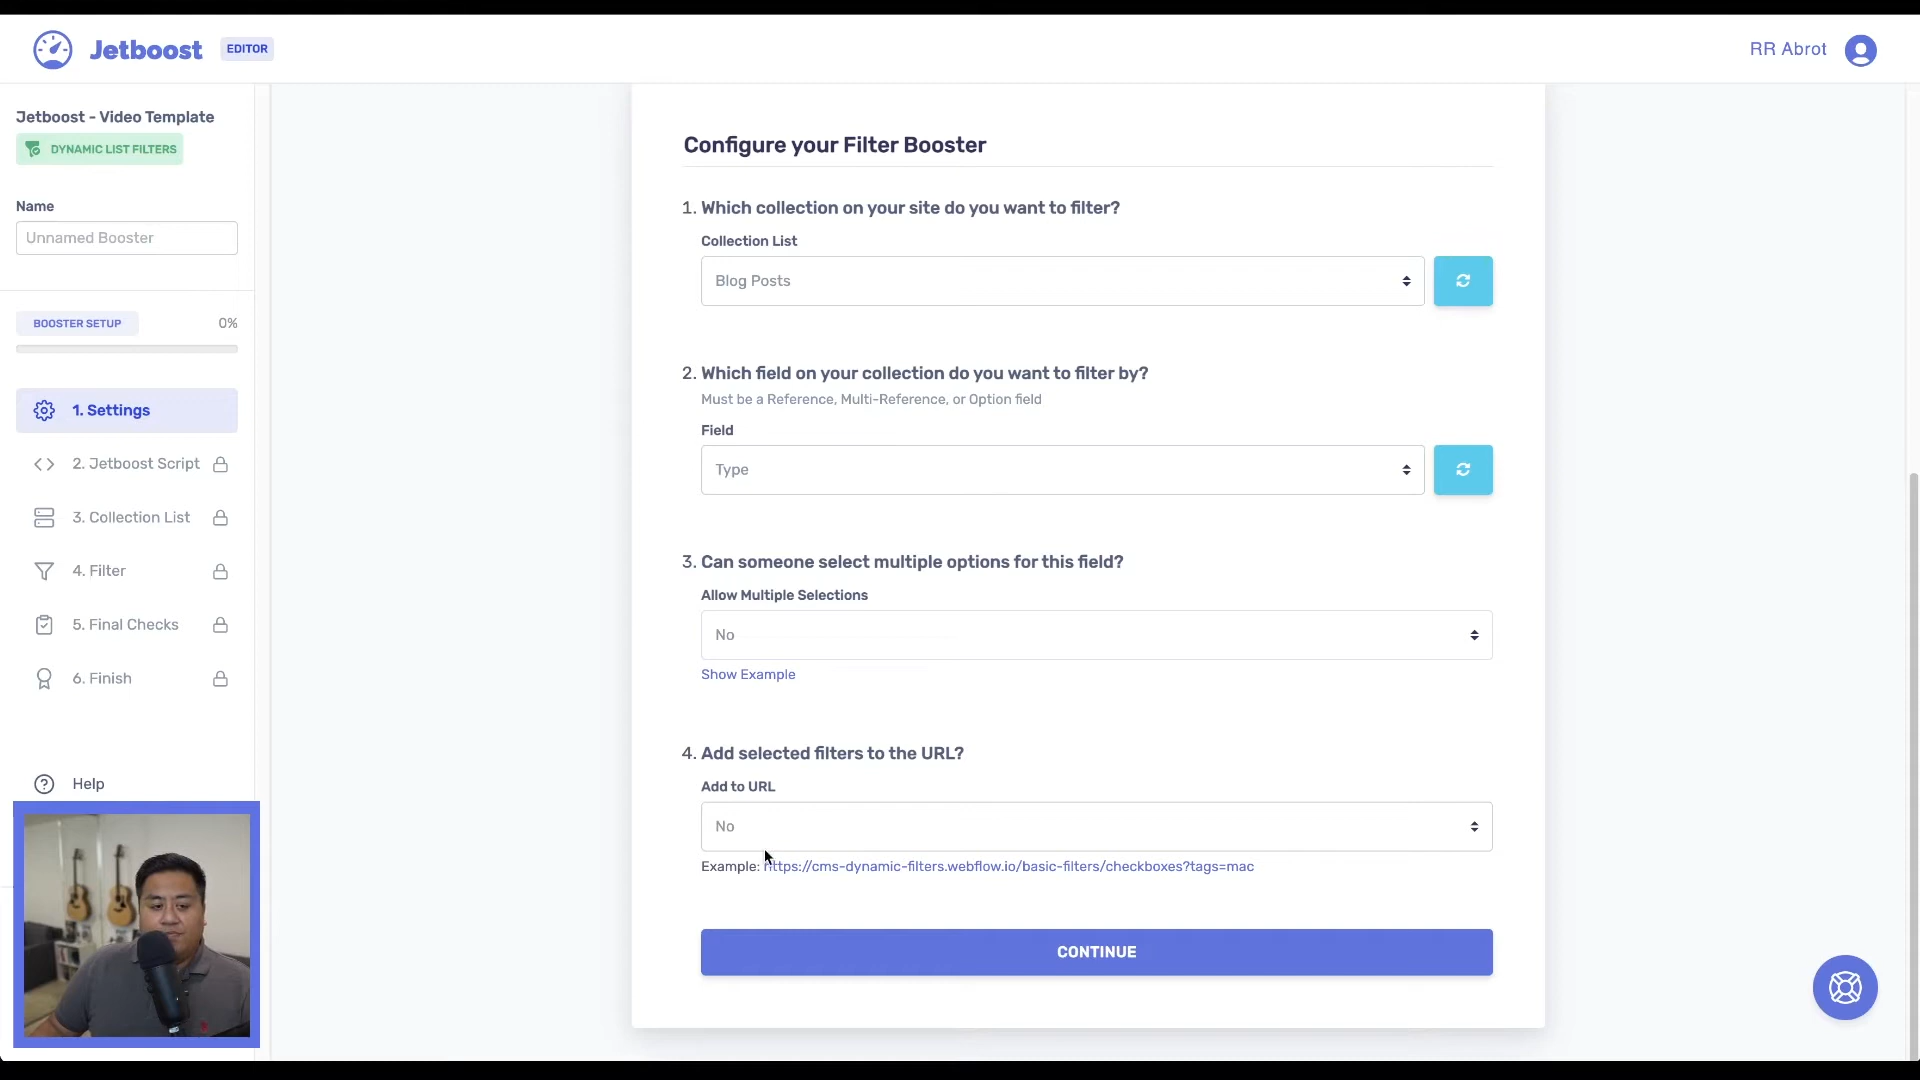 Jetboost
EDITOR
RR Abrot
Jetboost - Video Template
DYNAMIC LIST FILTERS
Name
Unnamed Booster
BOOSTER SETUP
0%
1. Settings
2. Jetboost Script
3. Collection List
4. Filter
5. Final Checks
6. Finish
Help
Configure your Filter Booster
1. Which collection on your site do you want to filter?
Collection List
Blog Posts
2. Which field on your collection do you want to filter by?
Must be a Reference, Multi-Reference, or Option field
Field
Type
3. Can someone select multiple options for this field?
Allow Multiple Selections
No
Show Example
4. Add selected filters to the URL?
Add to URL
No
Example: https://cms-dynamic-filters.webflow.io/basic-filters/checkboxes?tags=mac
CONTINUE